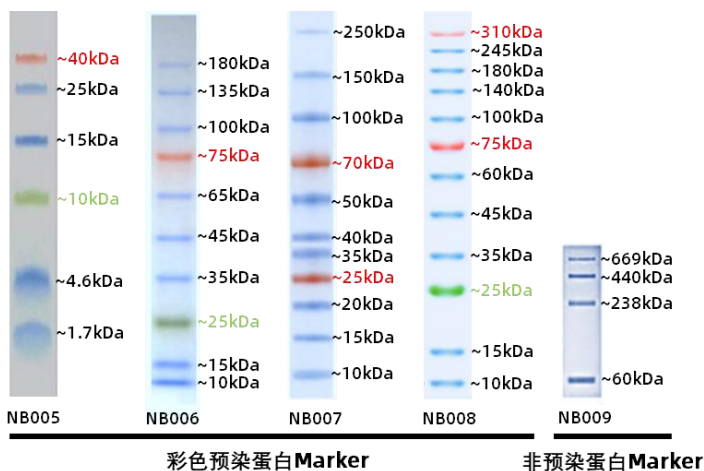 ~40kDa
~25kDa
~15kDa
~10kDa
~4.6kDa
~1.7kDa
NB005
~180kDa
~135kDa
~100kDa
~75kDa
~65kDa
~45kDa
~35kDa
~25kDa
~15kDa
~10kDa
NB006
~250kDa
~150kDa
~100kDa
~70kDa
~50kDa
~40kDa
~35kDa
~25kDa
~20kDa
~15kDa
~10kDa
NB007
~310kDa
~245kDa
~180kDa
~140kDa
~100kDa
~75kDa
~60kDa
~45kDa
~35kDa
~25kDa
~15kDa
~10kDa
NB008
~669kDa
~440kDa
~238kDa
~60kDa
NB009
彩色预染蛋白Marker
非预染蛋白Marker